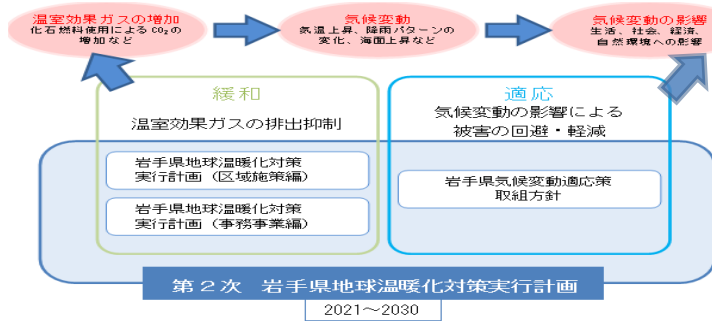 温室効果ガスの増加
化石燃料使用によるCO₂の
増加など
気候変動
気温上昇、降雨パターンの
変化、海面上昇など
気候変動の影響
生活、社会、経済、
自然環境への影響
緩和
温室効果ガスの排出抑制
適応
気候変動の影響による
被害の回避・軽減
岩手県地球温暖化対策
実行計画（区域施策編）
岩手県地球温暖化対策
実行計画（事務事業編）
岩手県気候変動適応策
取組方針
第２次　岩手県地球温暖化対策実行計画
2021～2030